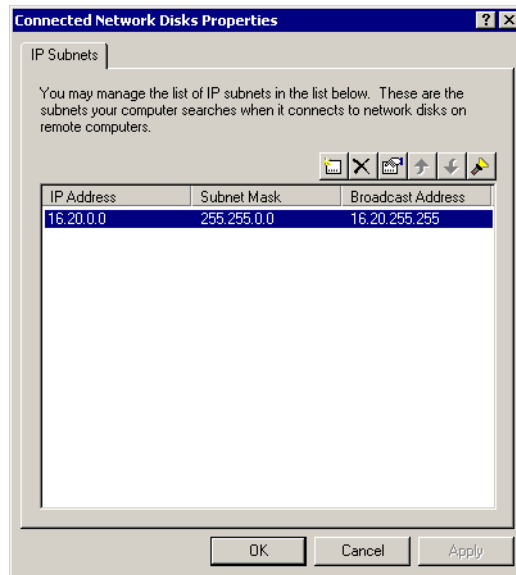 Connected Network Disks Properties
IP Subnets
You may manage the list of IP subnets in the list below. These are the
subnets your computer searches when it connects to network disks on
remote computers.
IP Address Subnet Mask Broadcast Address
16.20.0.0 255.255.0.0 16.20.255.255
OK Cancel Apply